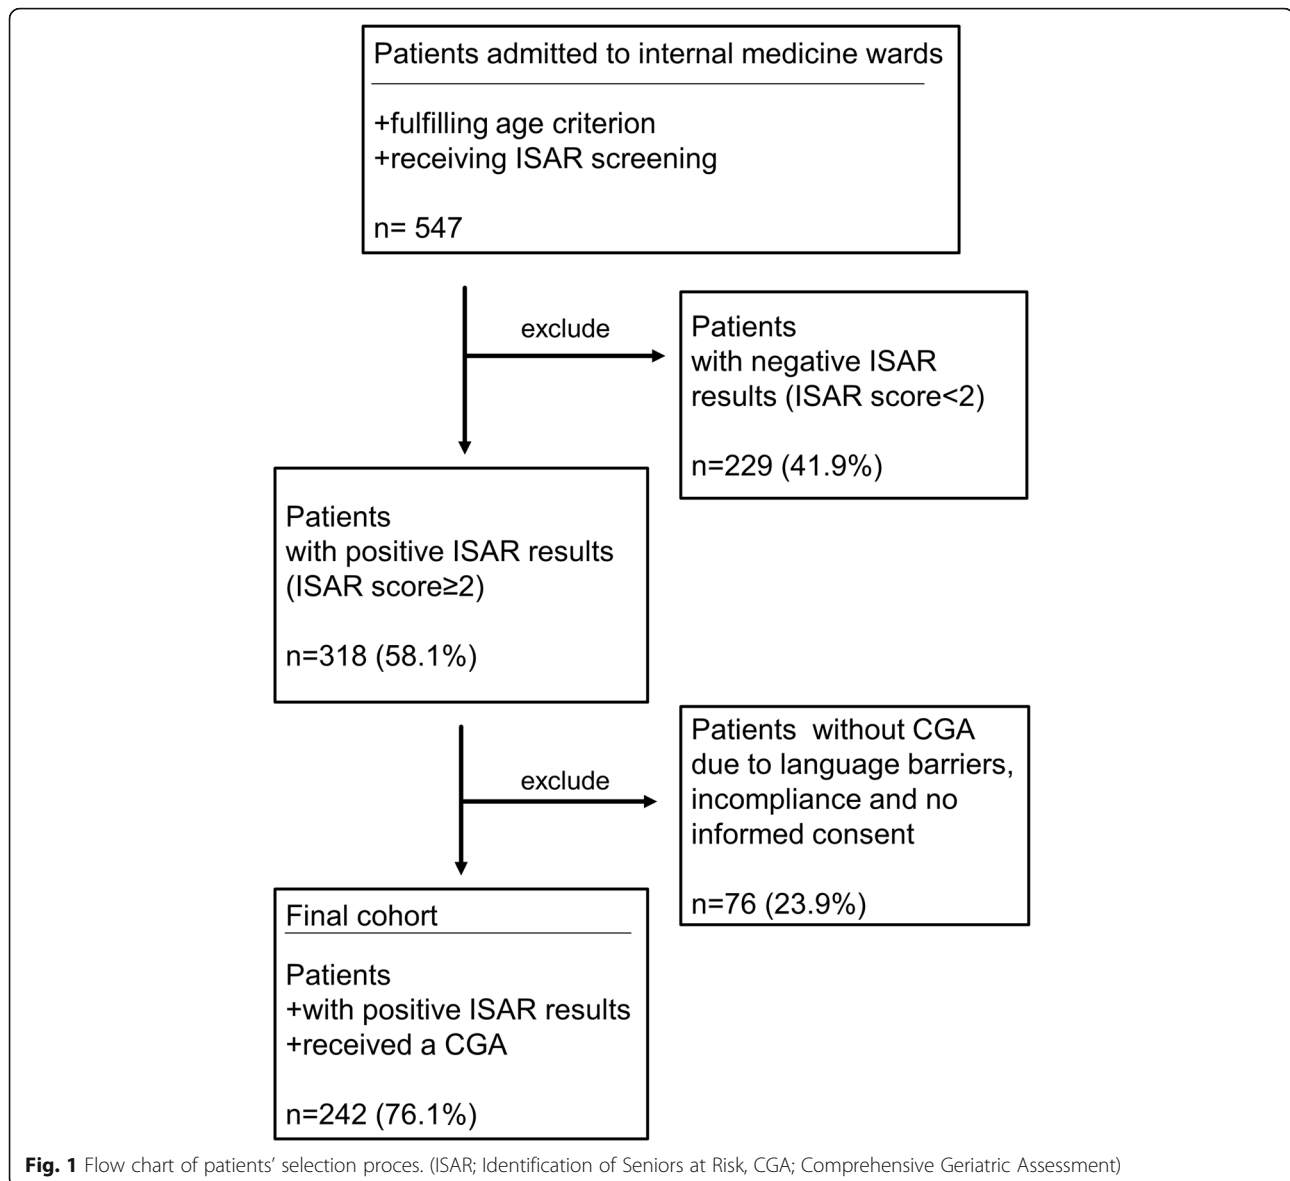 Patients admitted to internal medicine wards
+fulfilling age criterion
+receiving ISAR screening
n= 547
exclude
Patients
with negative ISAR
results (ISAR score<2)
n=229 (41.9%)
Patients
with positive ISAR results
(ISAR score≥2)
n=318 (58.1%)
exclude
Patients  without CGA
due to language barriers,
incompliance and no
informed consent
n=76 (23.9%)
Final cohort
Patients
+with positive ISAR results
+received a CGA
n=242 (76.1%)
Fig. 1 Flow chart of patients’ selection proces. (ISAR; Identification of Seniors at Risk, CGA; Comprehensive Geriatric Assessment)